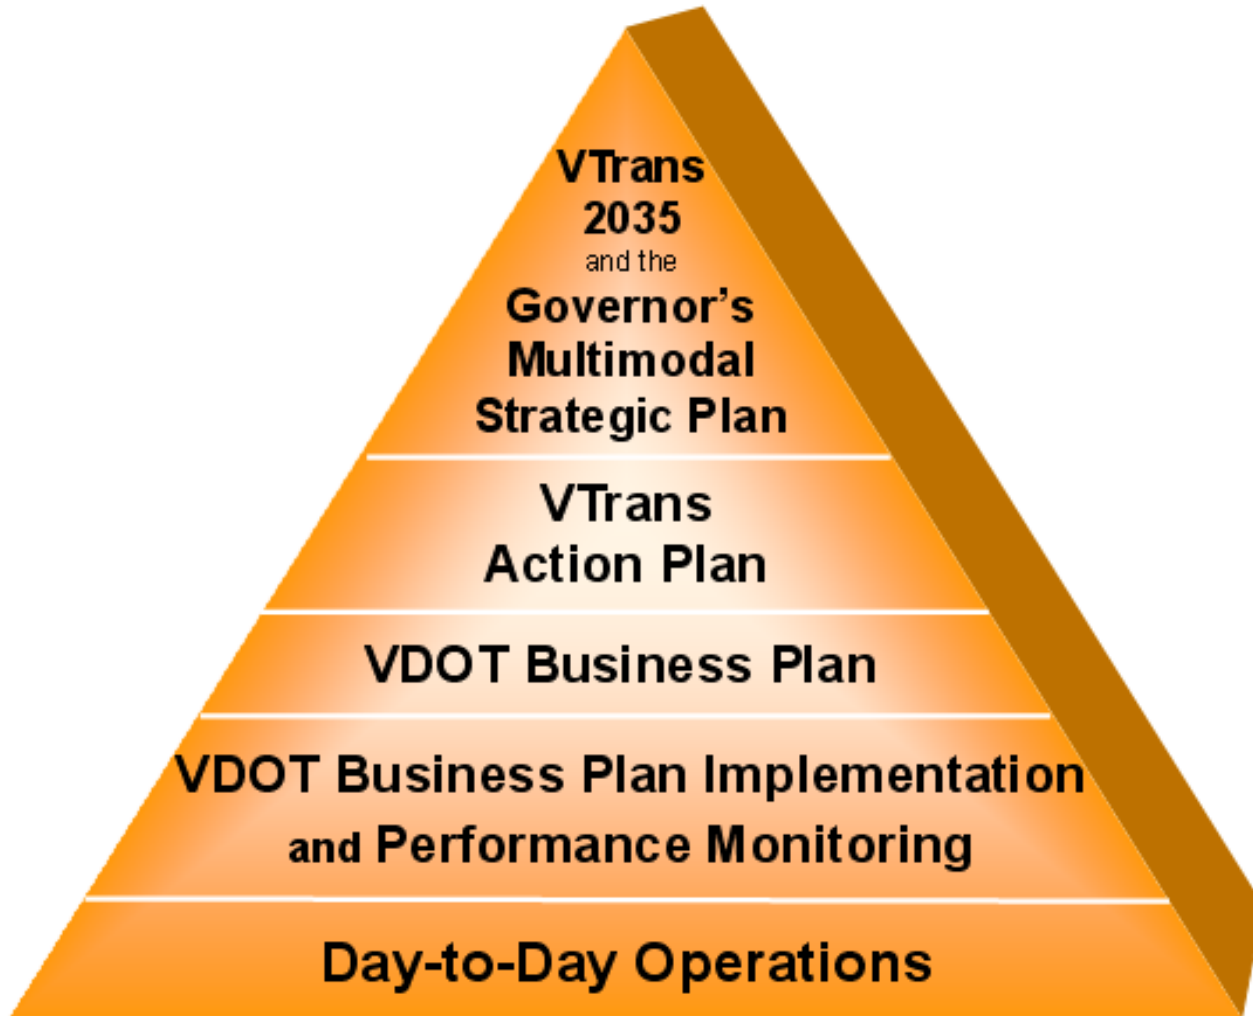 VTrans
2035
and the
Governor’s
Multimodal
Strategic Plan
VTrans
Action Plan
VDOT Business Plan
VDOT Business Plan Implementation
and Performance Monitoring
Day-to-Day Operations